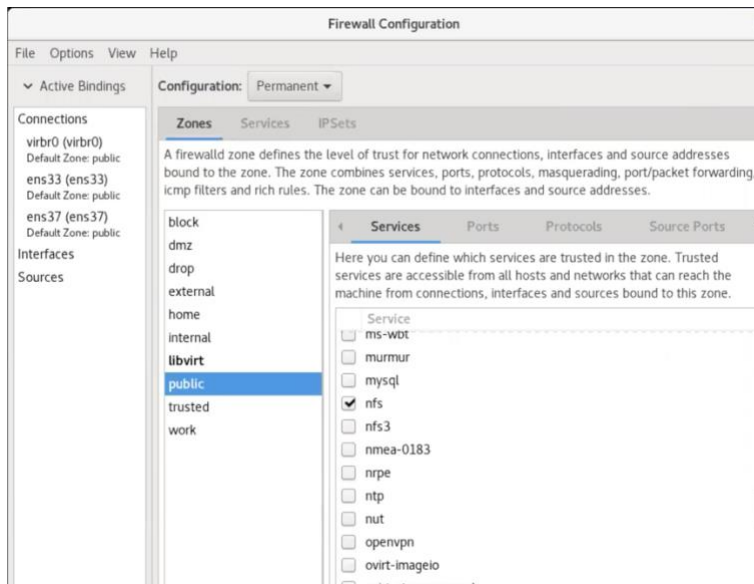 Firewall Configuration
File Options View Help
Active Bindings
Configuration: Permanent
Connections
virbr0 (virbr0)
Default Zone: public
ens33 (ens33)
Default Zone: public
ens37 (ens37)
Default Zone: public
Interfaces
Sources
Zones Services IPSets
A firewalld zone defines the level of trust for network connections, interfaces and source addresses
bound to the zone. The zone combines services, ports, protocols, masquerading, port/packet forwarding,
icmp filters and rich rules. The zone can be bound to interfaces and source addresses.
block
dmz
drop
external
home
internal
libvirt
public
trusted
work
Services Ports Protocols Source Ports
Here you can define which services are trusted in the zone. Trusted
services are accessible from all hosts and networks that can reach the
machine from connections, interfaces and sources bound to this zone.
Service
ms-wbt
murmur
mysql
nfs
nfs3
nmea-0183
nrpe
ntp
nut
openvpn
ovirt-imageio